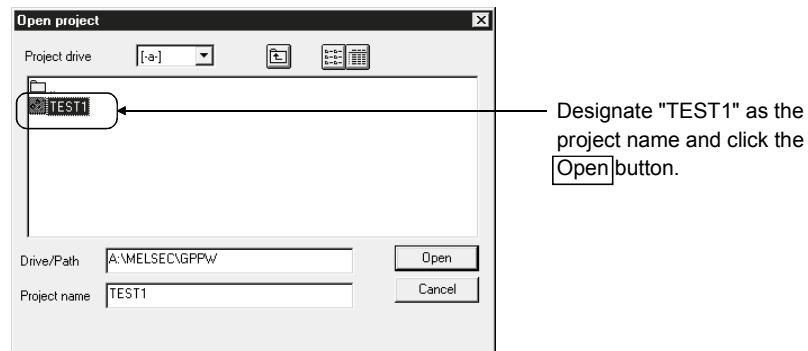 Open project
Project drive [-a-]
..
TEST1
Designate "TEST1" as the
project name and click the
Open button.
Drive/Path A:\MELSEC\GPPW Open
Project name TEST1 Cancel